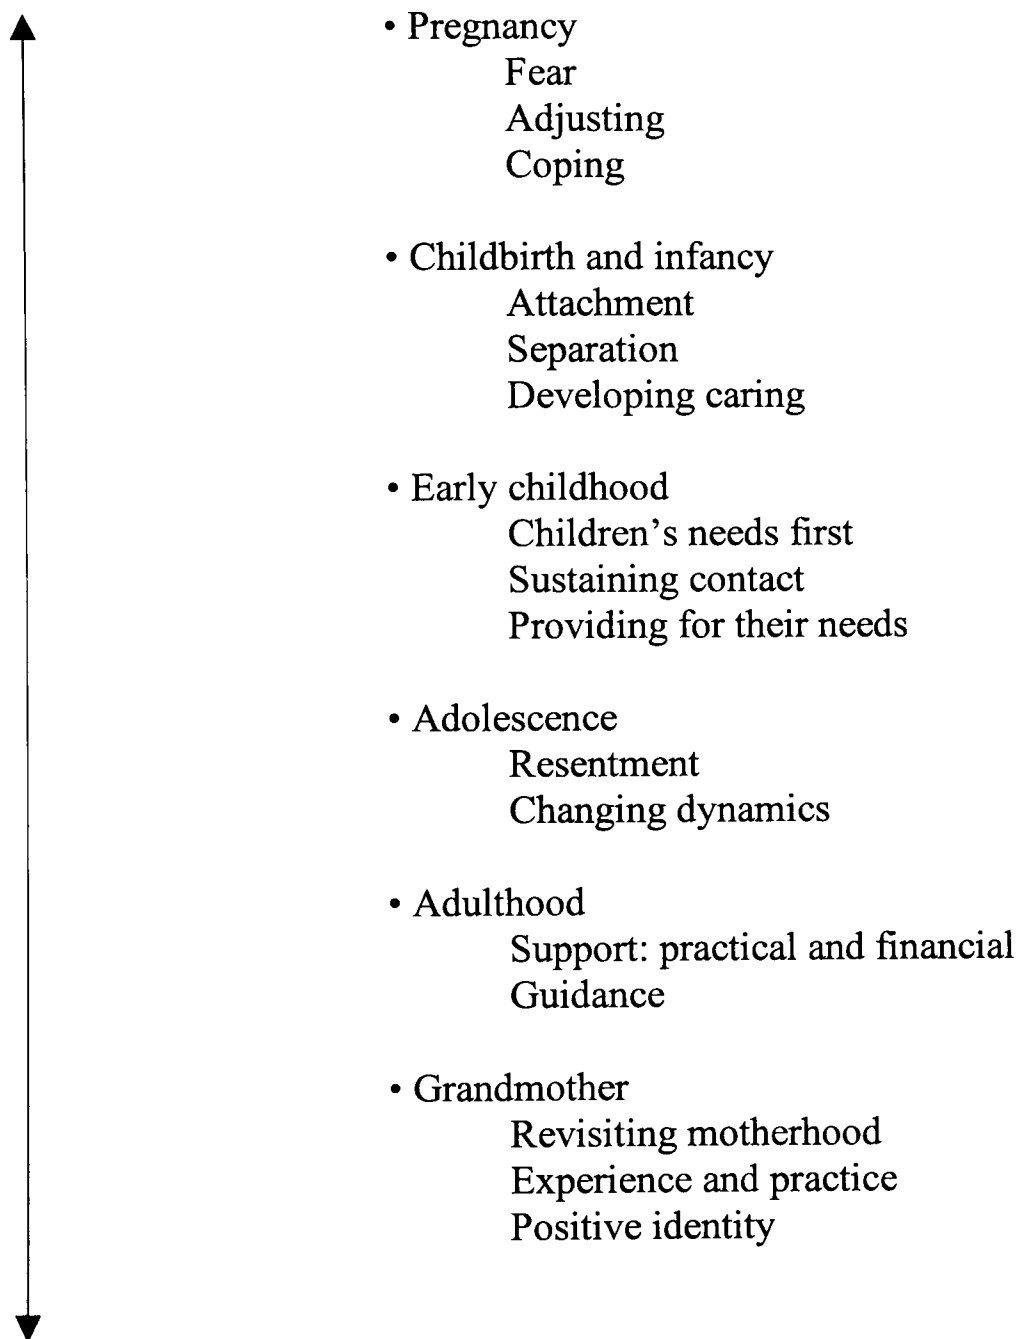 • Pregnancy
Fear
Adjusting
Coping
• Childbirth and infancy
Attachment
Separation
Developing caring
• Early childhood
Children’s needs first
Sustaining contact
Providing for their needs
• Adolescence
Resentment
Changing dynamics
• Adulthood
Support: practical and financial
Guidance
• Grandmother
Revisiting motherhood
Experience and practice
Positive identity